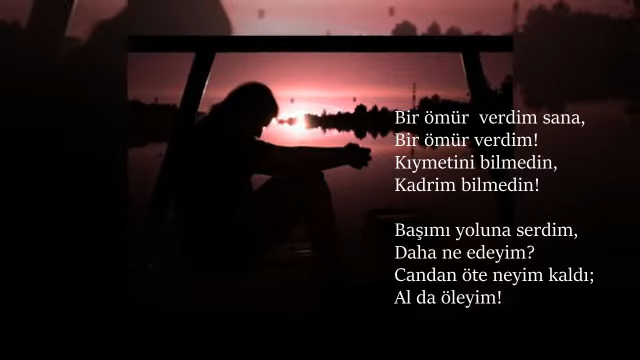 Bir ömür  verdim sana,
Bir ömür verdim!
Kıymetini bilmedin,
Kadrim bilmedin!

Başımı yoluna serdim,
Daha ne edeyim?
Candan öte neyim kaldı;
Al da öleyim!